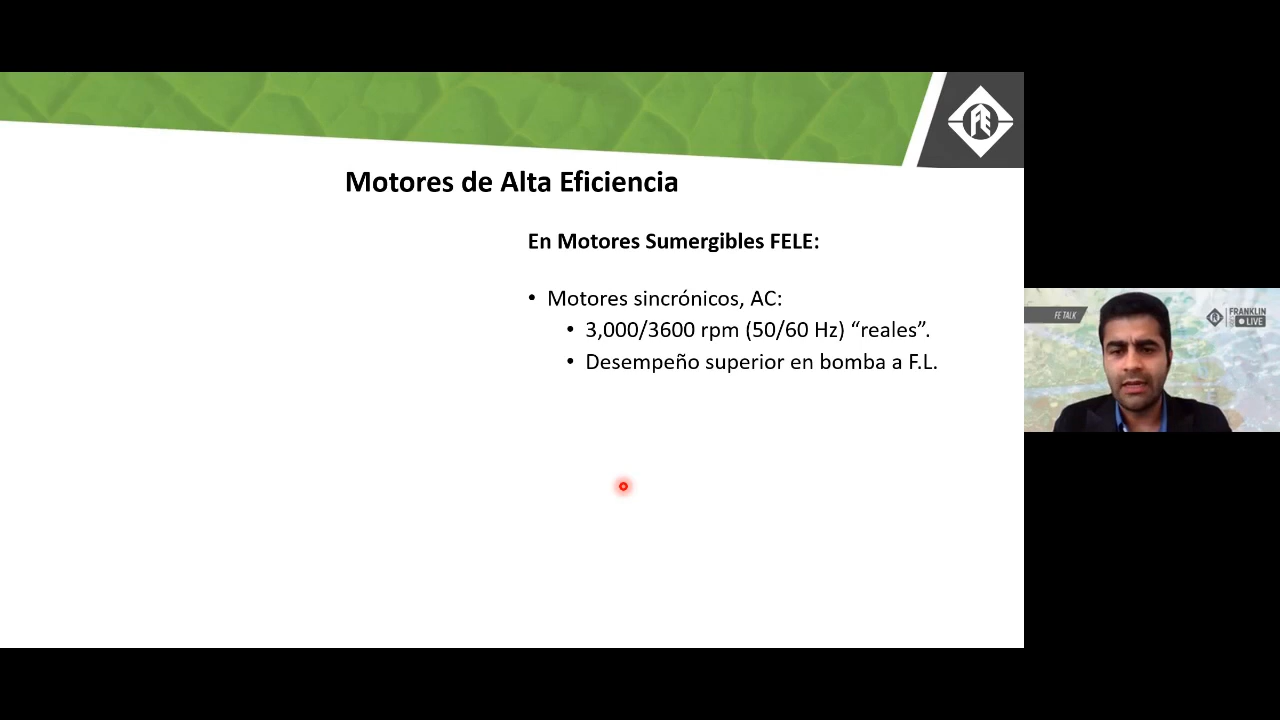 Motores de Alta Eficiencia
En Motores Sumergibles FELE:
• Motores sincrónicos, AC:
• 3,000/3600 rpm (50/60 Hz) “reales”.
• Desempeño superior en bomba a F.L.
FE
FE TALK
FRANKLIN
LIVE